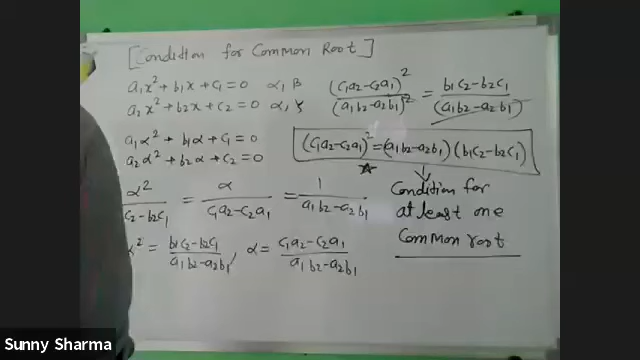 [Condition for Common Root]
a₁x² + b₁x + c₁ = 0 α, β
a₂x² + b₂x + c₂ = 0 α, γ
a₁α² + b₁α + c₁ = 0
a₂α² + b₂α + c₂ = 0
α² / c₂ - b₂c₁ = α / c₁a₂ - c₂a₁ = 1 / a₁b₂ - a₂b₁
α² = b₁c₂ - b₂c₁ / a₁b₂ - a₂b₁ , α = c₁a₂ - c₂a₁ / a₁b₂ - a₂b₁
(c₁a₂ - c₂a₁)² / (a₁b₂ - a₂b₁)² = b₁c₂ - b₂c₁ / (a₁b₂ - a₂b₁)
(c₁a₂ - c₂a₁)² = (a₁b₂ - a₂b₁) (b₁c₂ - b₂c₁)
Condition for
at least one
Common root
Sunny Sharma